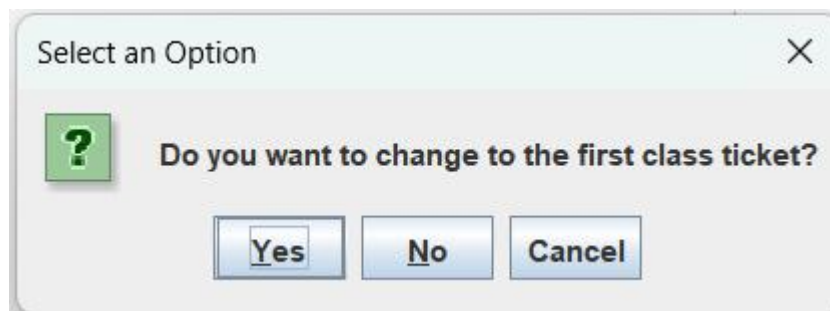 Select an Option
?
Do you want to change to the first class ticket?
Yes No Cancel